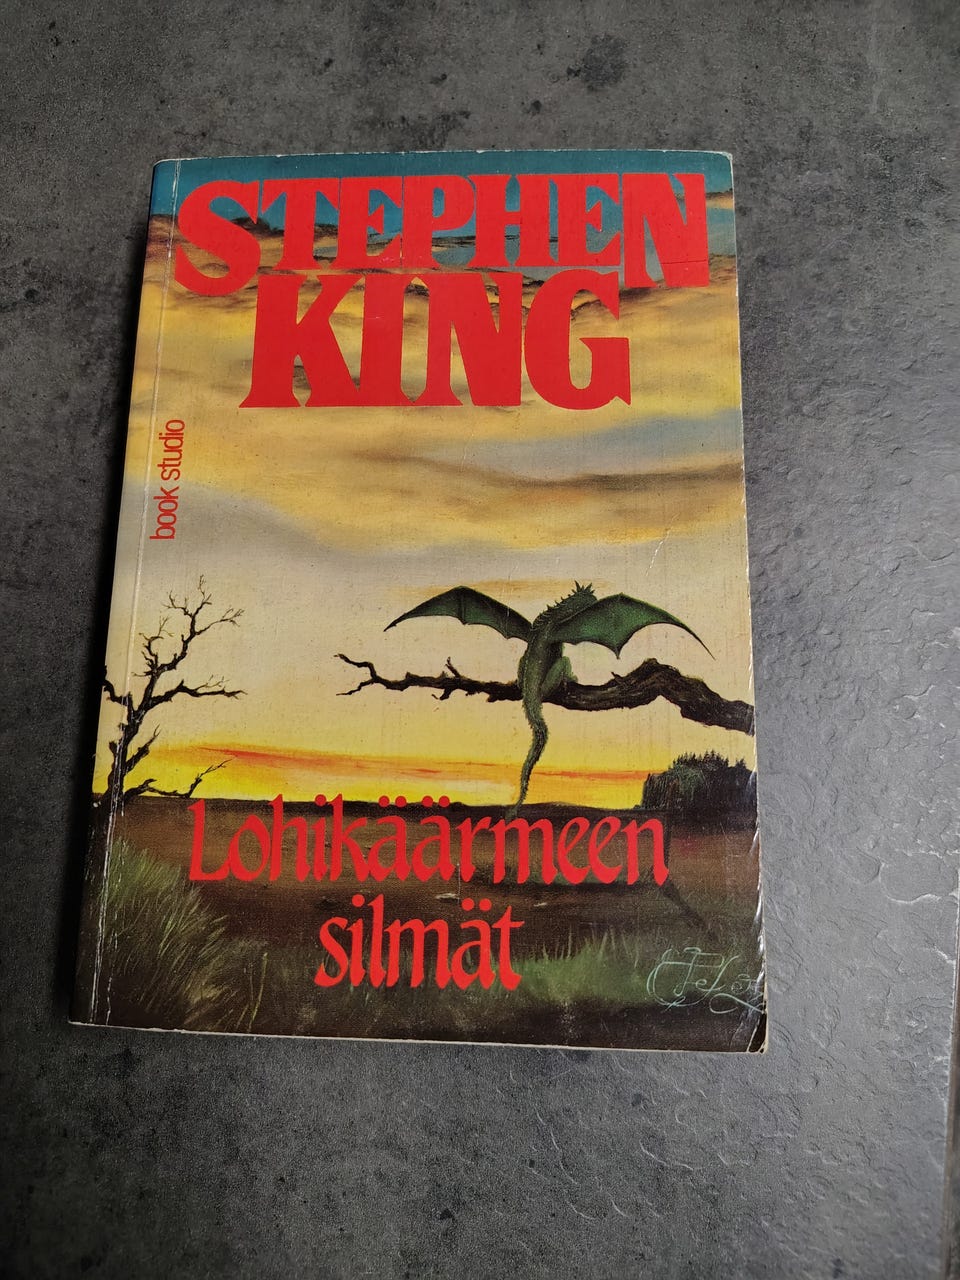 STEPHEN
KING
book studio
Lohikäärmeen
silmät